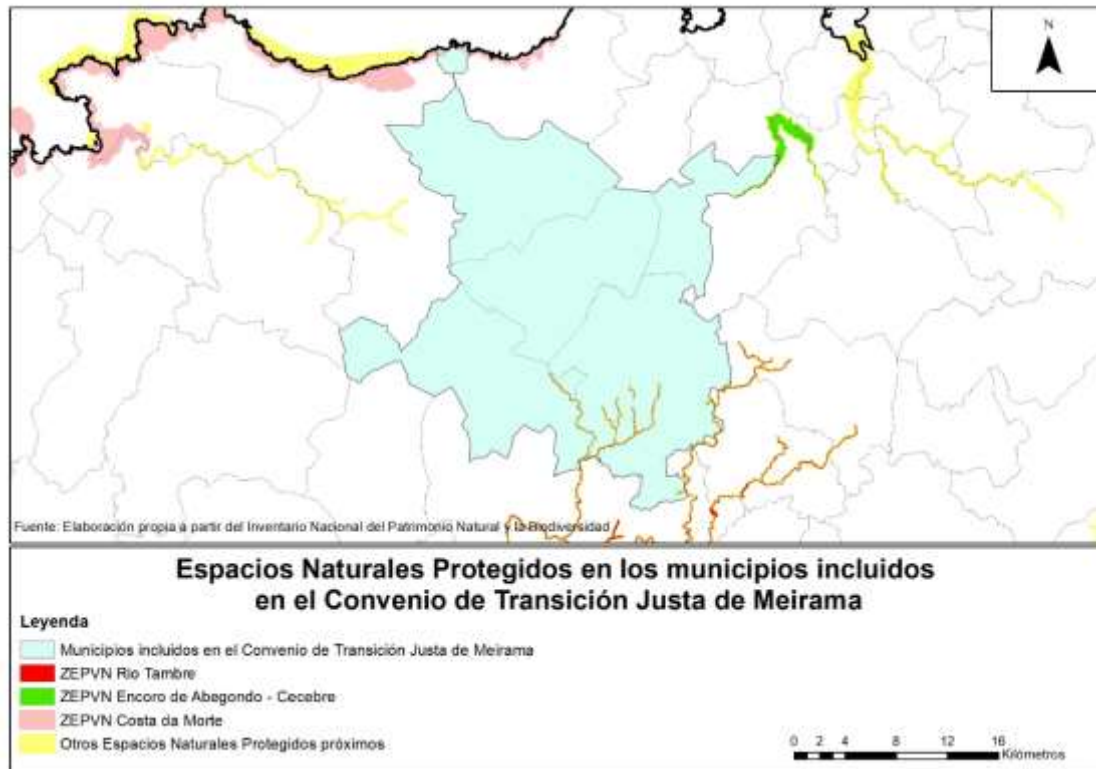 N
Fuente: Elaboración propia a partir del Inventario Nacional del Patrimonio Natural y la Biodiversidad
Espacios Naturales Protegidos en los municipios incluidos
en el Convenio de Transición Justa de Meirama
Leyenda
Municipios incluidos en el Convenio de Transición Justa de Meirama
ZEPVN Rio Tambre
ZEPVN Encoro de Abegondo - Cecebre
ZEPVN Costa da Morte
Otros Espacios Naturales Protegidos próximos
0 2 4 8 12 16
Kilómetros